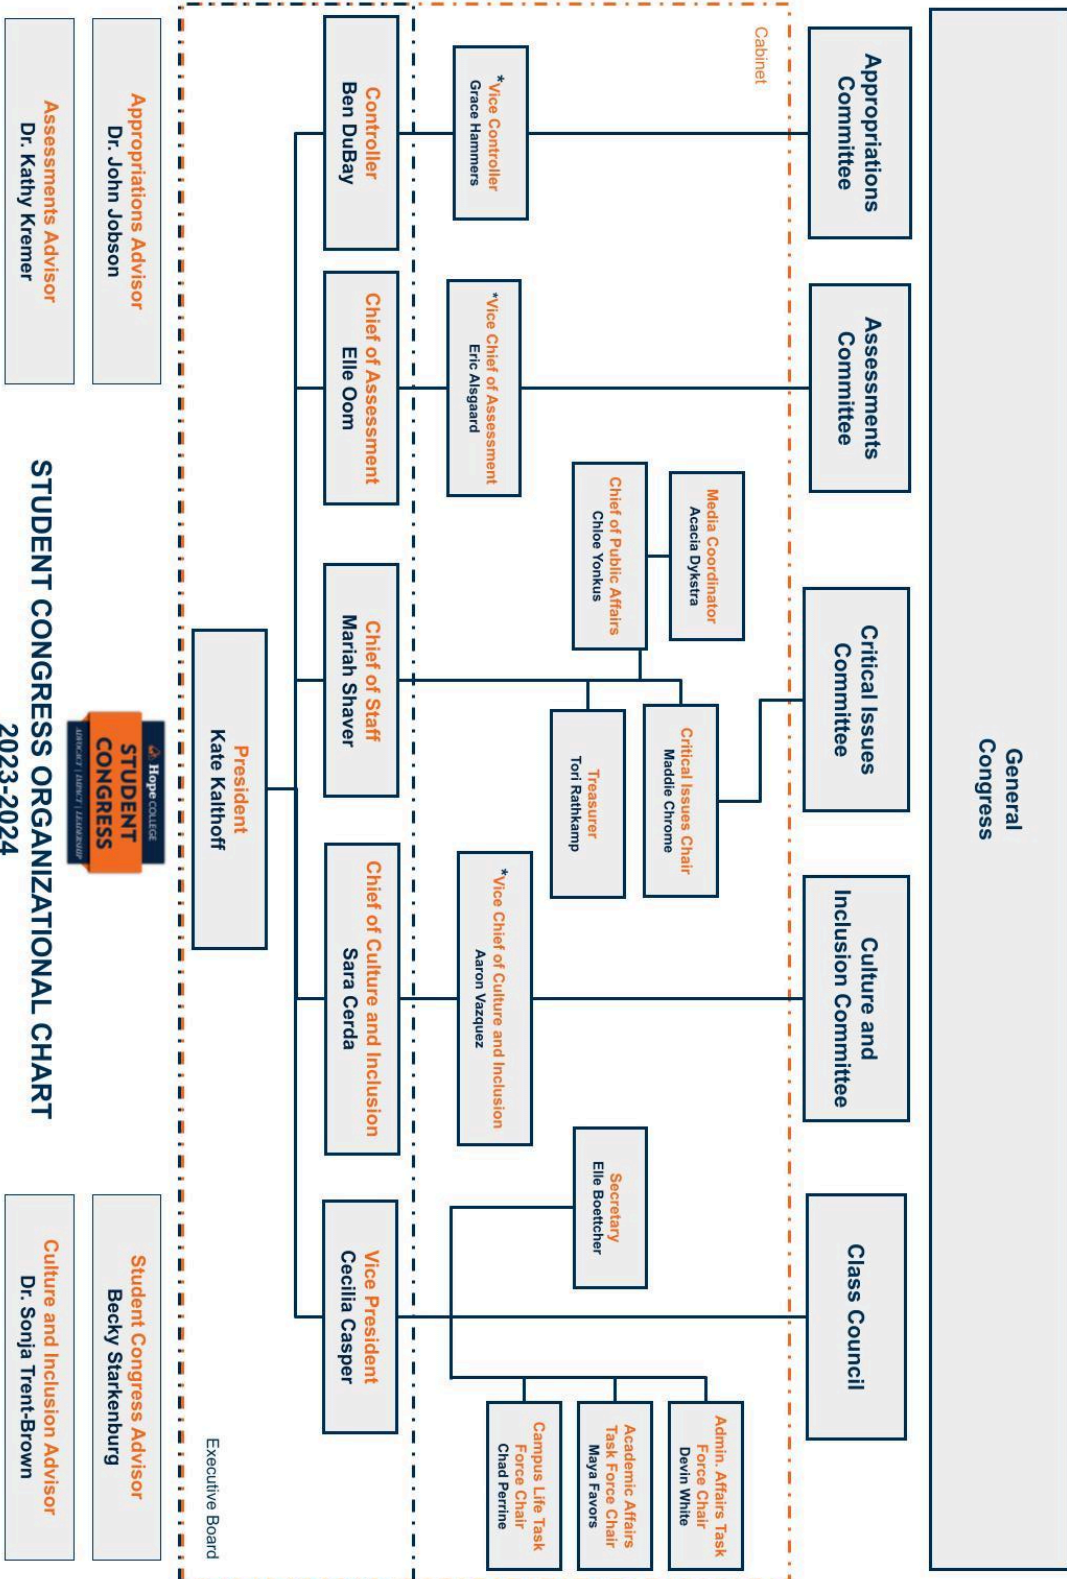 Hope COLLEGE
STUDENT
CONGRESS
ADVOCACY | IMPACT | LEADERSHIP
STUDENT CONGRESS ORGANIZATIONAL CHART
2023-2024
Appropriations Advisor
Dr. John Jobson
Assessments Advisor
Dr. Kathy Kremer
Student Congress Advisor
Becky Starkenburg
Culture and Inclusion Advisor
Dr. Sonja Trent-Brown
Executive Board
President
Kate Kalthoff
Controller
Ben DuBay
Chief of Assessment
Elle Oom
Chief of Staff
Mariah Shaver
Chief of Culture and Inclusion
Sara Cerda
Vice President
Cecilia Casper
Cabinet
*Vice Controller
Grace Hammers
*Vice Chief of Assessment
Eric Alsgaard
Media Coordinator
Acacia Dykstra
Chief of Public Affairs
Chloe Yonkus
Critical Issues Chair
Maddie Chrome
Treasurer
Tori Rathkamp
*Vice Chief of Culture and Inclusion
Aaron Vazquez
Secretary
Elle Boettcher
Admin. Affairs Task
Force Chair
Devin White
Academic Affairs
Task Force Chair
Maya Favors
Campus Life Task
Force Chair
Chad Perrine
Appropriations
Committee
Assessments
Committee
Critical Issues
Committee
Culture and
Inclusion Committee
Class Council
General
Congress